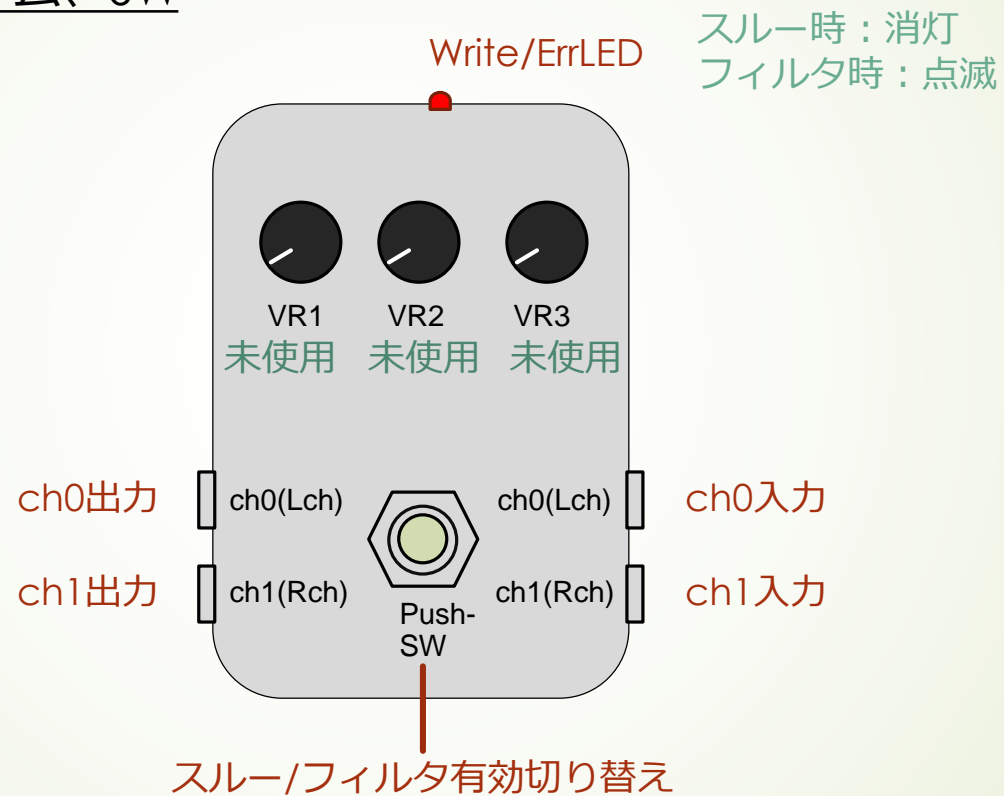 SW
Write/ErrLED
スルー時：消灯
フィルタ時：点滅
VR1 VR2 VR3
未使用 未使用 未使用
ch0出力 ch0(Lch) ch0(Lch) ch0入力
ch1出力 ch1(Rch) ch1(Rch) ch1入力
Push-
SW
スルー/フィルタ有効切り替え